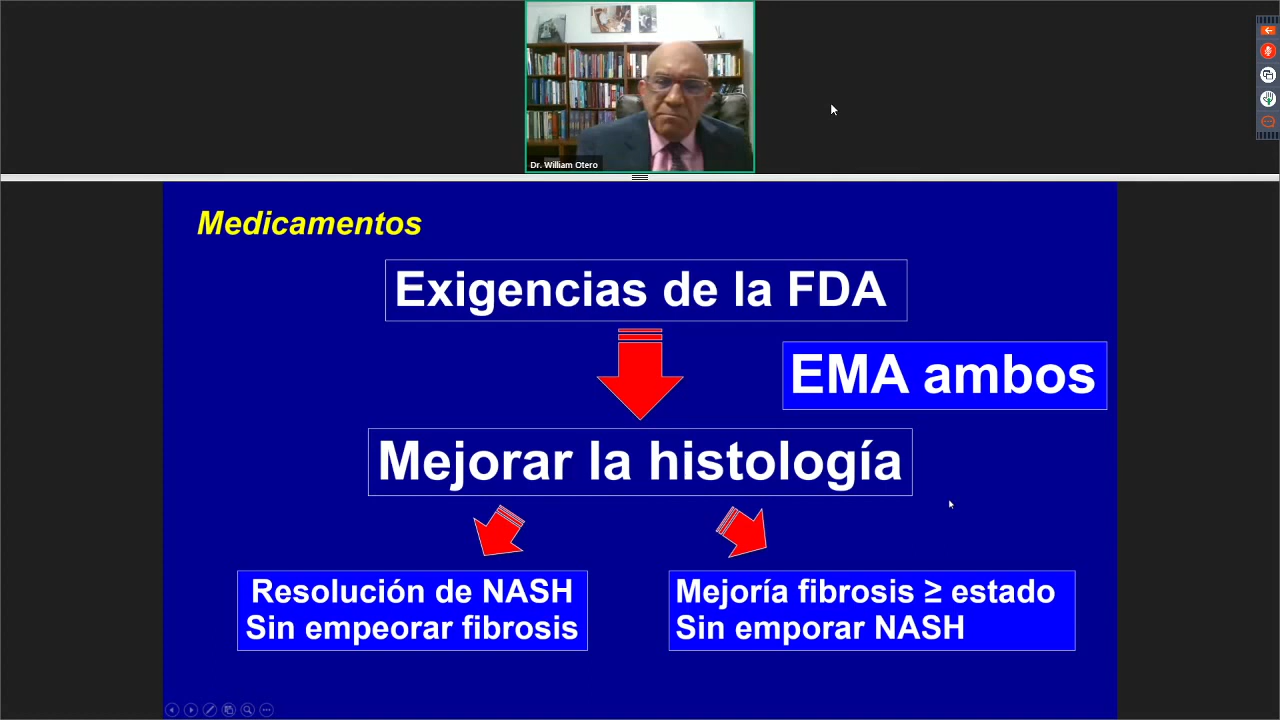 Dr. William Otero
Medicamentos
Exigencias de la FDA
EMA ambos
Mejorar la histología
Resolución de NASH
Sin empeorar fibrosis
Mejoría fibrosis ≥ estado
Sin emporar NASH